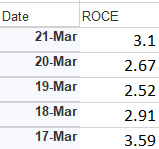 Date ROCE
21-Mar 3.1
20-Mar 2.67
19-Mar 2.52
18-Mar 2.91
17-Mar 3.59